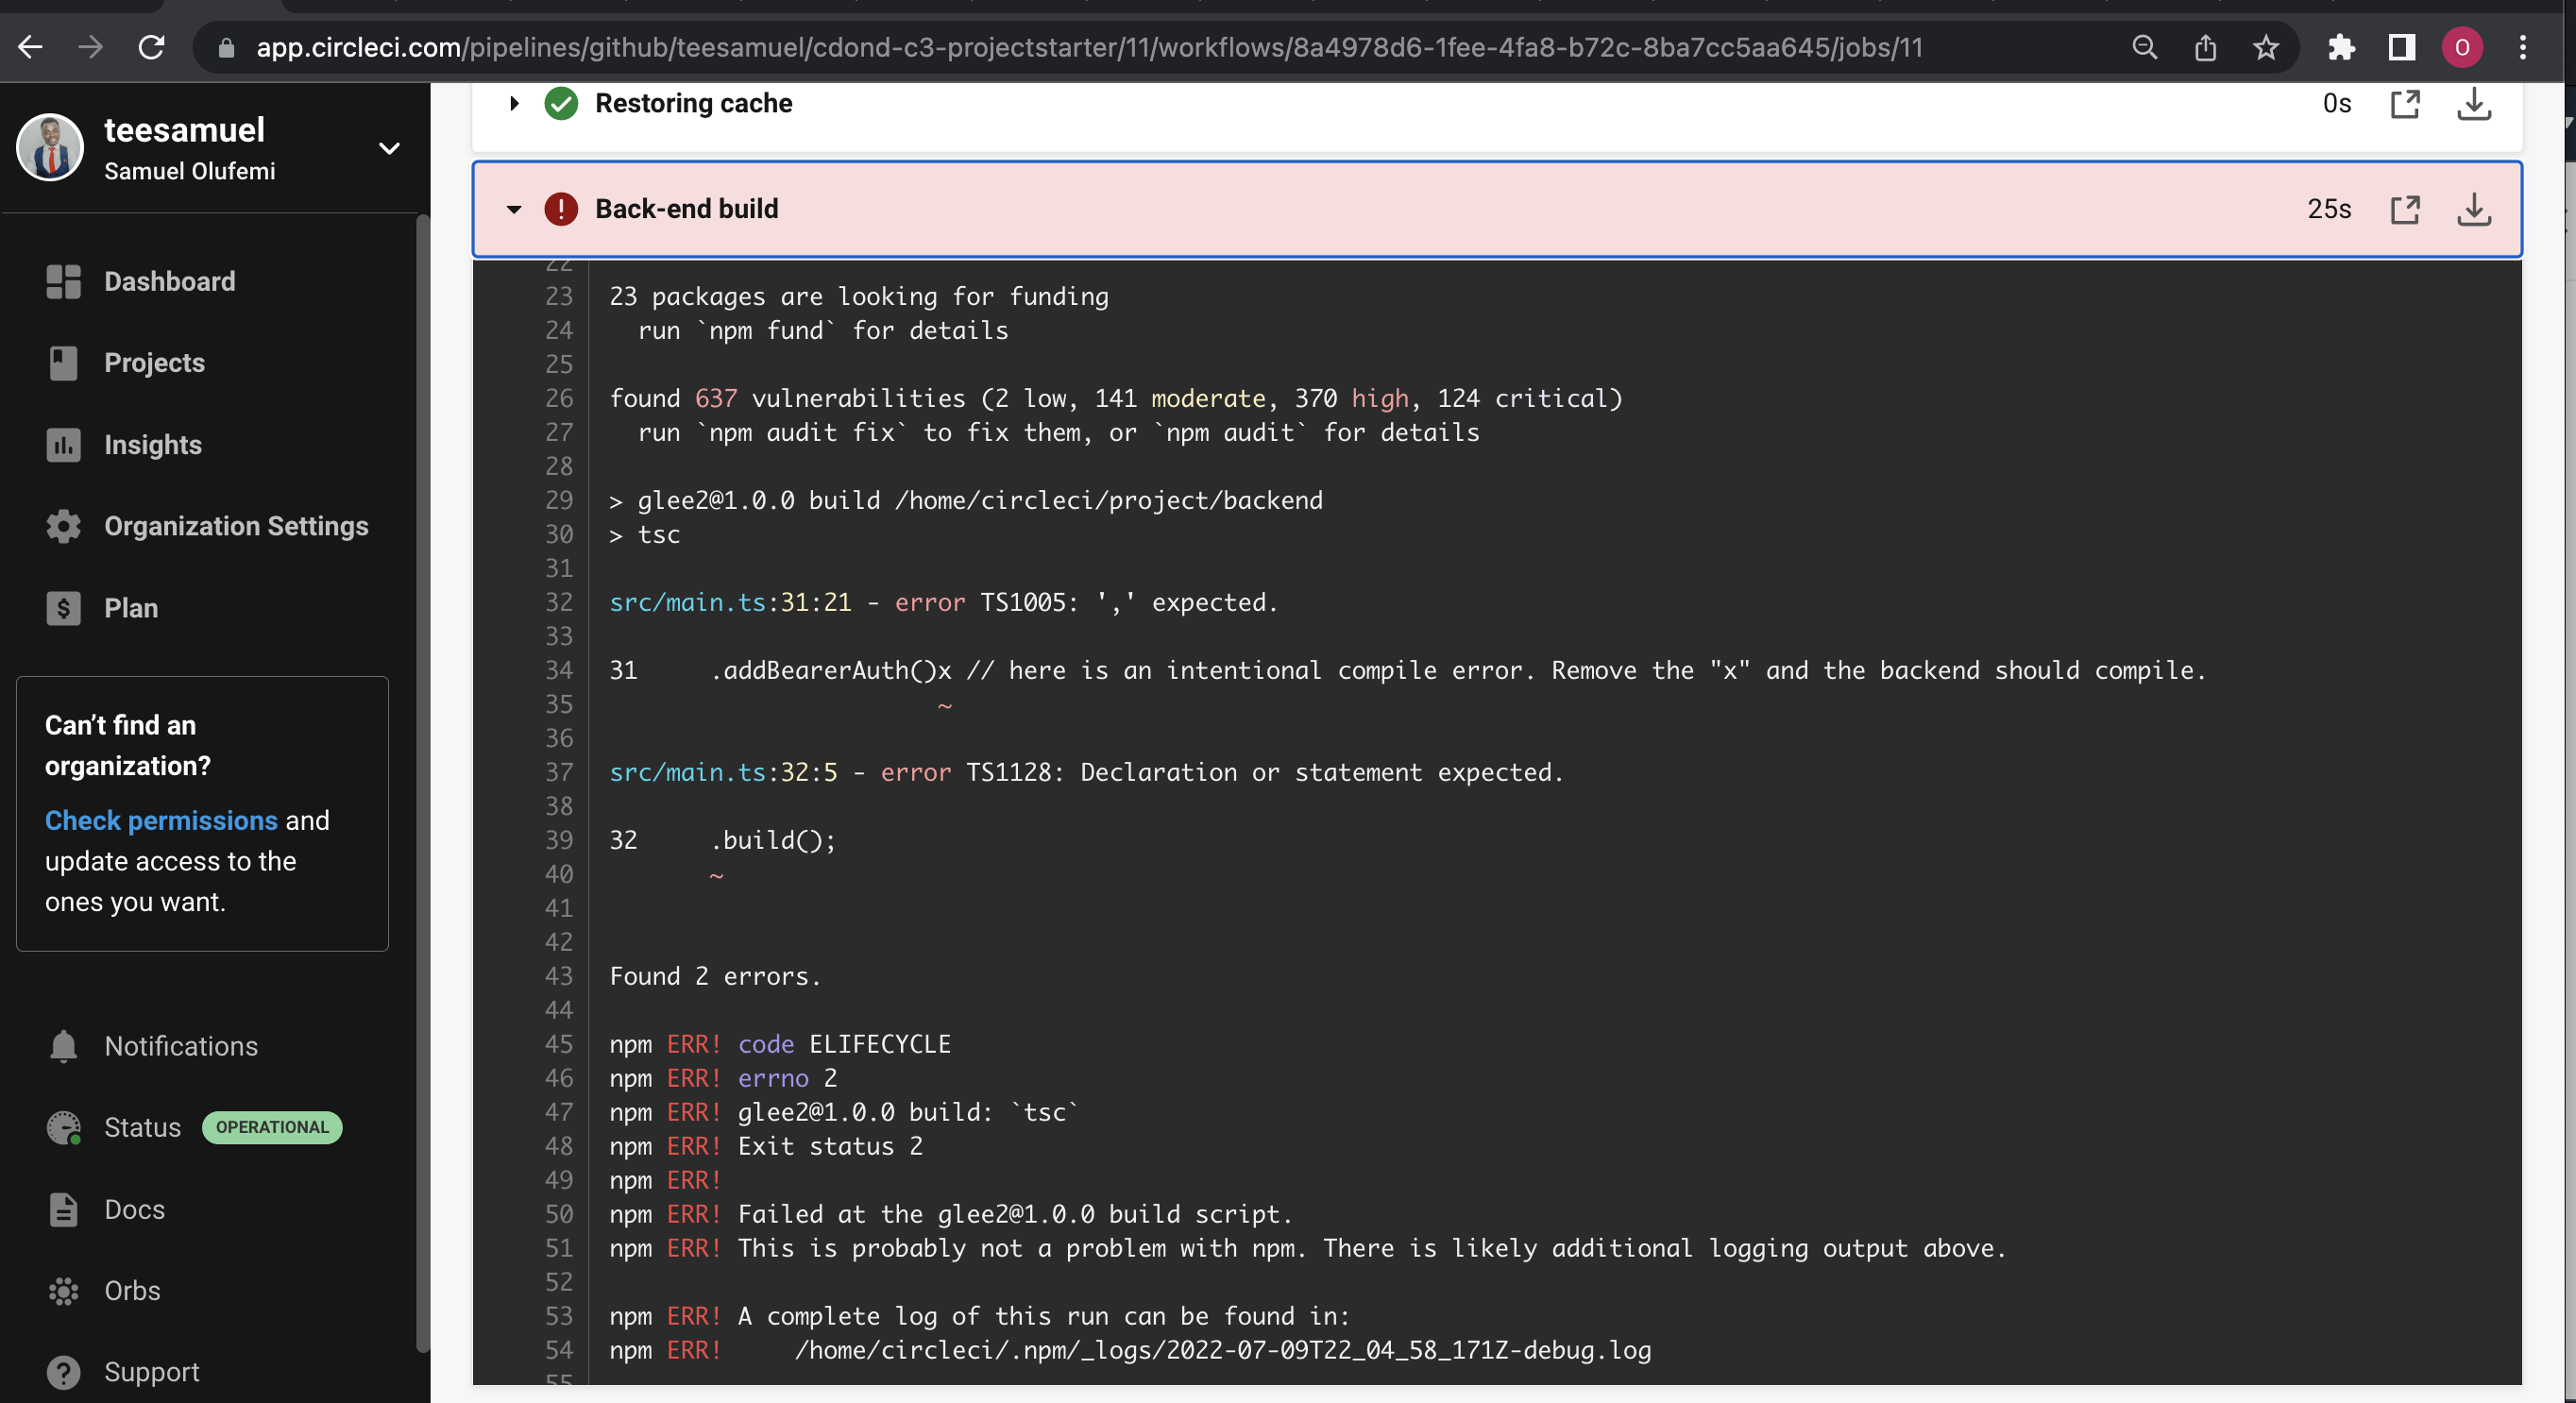 app.circleci.com/pipelines/github/teesamuel/cdond-c3-projectstarter/11/workflows/8a4978d6-1fee-4fa8-b72c-8ba7cc5aa645/jobs/11
O
teesamuel
Samuel Olufemi
Dashboard
Projects
Insights
Organization Settings
Plan
Can't find an
organization?
Check permissions and
update access to the
ones you want.
Notifications
Status OPERATIONAL
Docs
Orbs
Support
Restoring cache 0s
Back-end build 25s
22
23 23 packages are looking for funding
24 run `npm fund` for details
25
26 found 637 vulnerabilities (2 low, 141 moderate, 370 high, 124 critical)
27 run `npm audit fix` to fix them, or `npm audit` for details
28
29 > glee2@1.0.0 build /home/circleci/project/backend
30 > tsc
31
32 src/main.ts:31:21 - error TS1005: ',' expected.
33
34 31 .addBearerAuth()x // here is an intentional compile error. Remove the "x" and the backend should compile.
35 ~
36
37 src/main.ts:32:5 - error TS1128: Declaration or statement expected.
38
39 32 .build();
40 ~
41
42
43 Found 2 errors.
44
45 npm ERR! code ELIFECYCLE
46 npm ERR! errno 2
47 npm ERR! glee2@1.0.0 build: `tsc`
48 npm ERR! Exit status 2
49 npm ERR!
50 npm ERR! Failed at the glee2@1.0.0 build script.
51 npm ERR! This is probably not a problem with npm. There is likely additional logging output above.
52
53 npm ERR! A complete log of this run can be found in:
54 npm ERR! /home/circleci/.npm/_logs/2022-07-09T22_04_58_171Z-debug.log
55